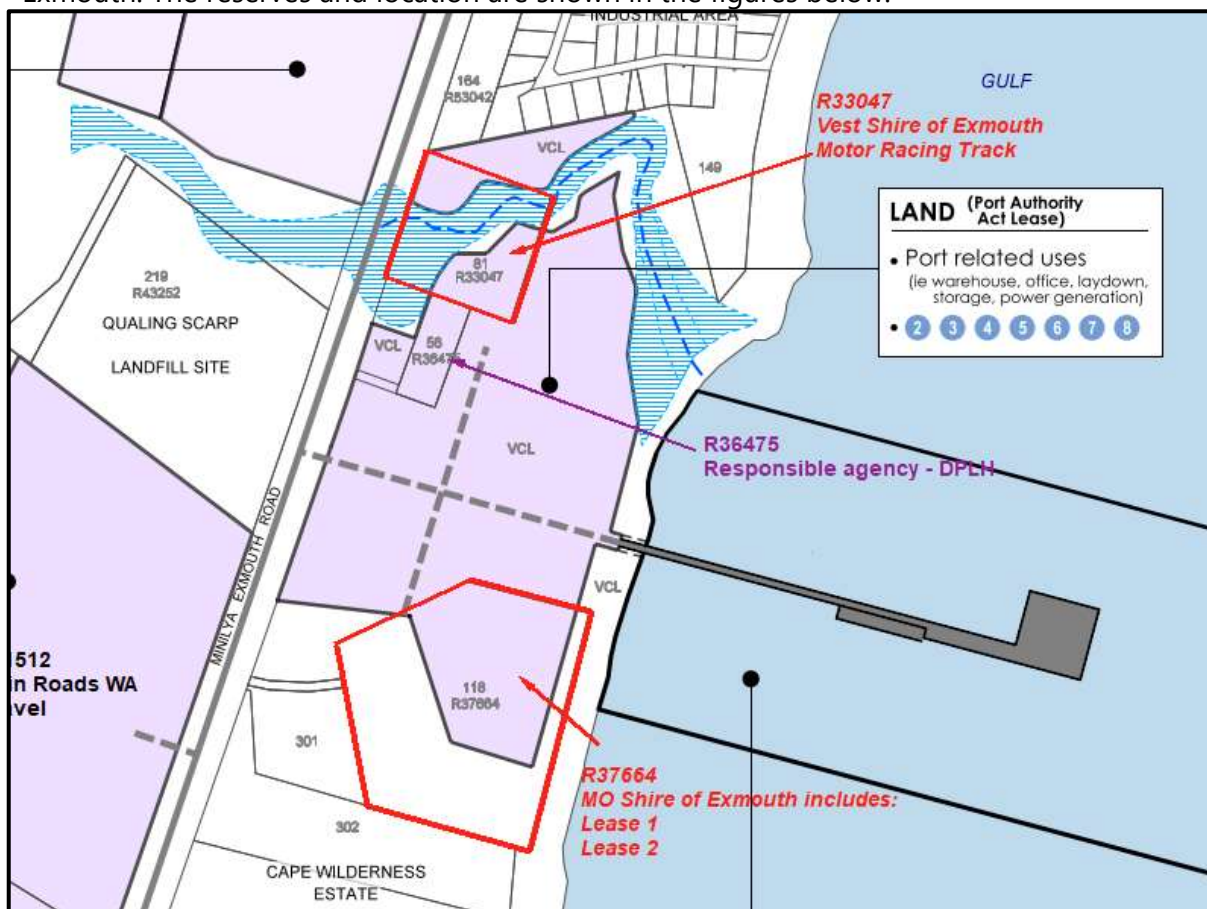 Exmouth. The reserves and location are shown in the figures below.
INDUSTRIAL AREA
164
R53042
GULF
R33047
Vest Shire of Exmouth
Motor Racing Track
VCL
149
LAND (Port Authority
Act Lease)
• Port related uses
(ie warehouse, office, laydown,
storage, power generation)
• 2 3 4 5 6 7 8
81
R33047
219
R43252
QUALING SCARP
LANDFILL SITE
VCL
56
R36475
R36475
Responsible agency - DPLH
VCL
MINILYA EXMOUTH ROAD
VCL
1512
in Roads WA
avel
118
R37664
301
R37664
MO Shire of Exmouth includes:
Lease 1
Lease 2
302
CAPE WILDERNESS
ESTATE